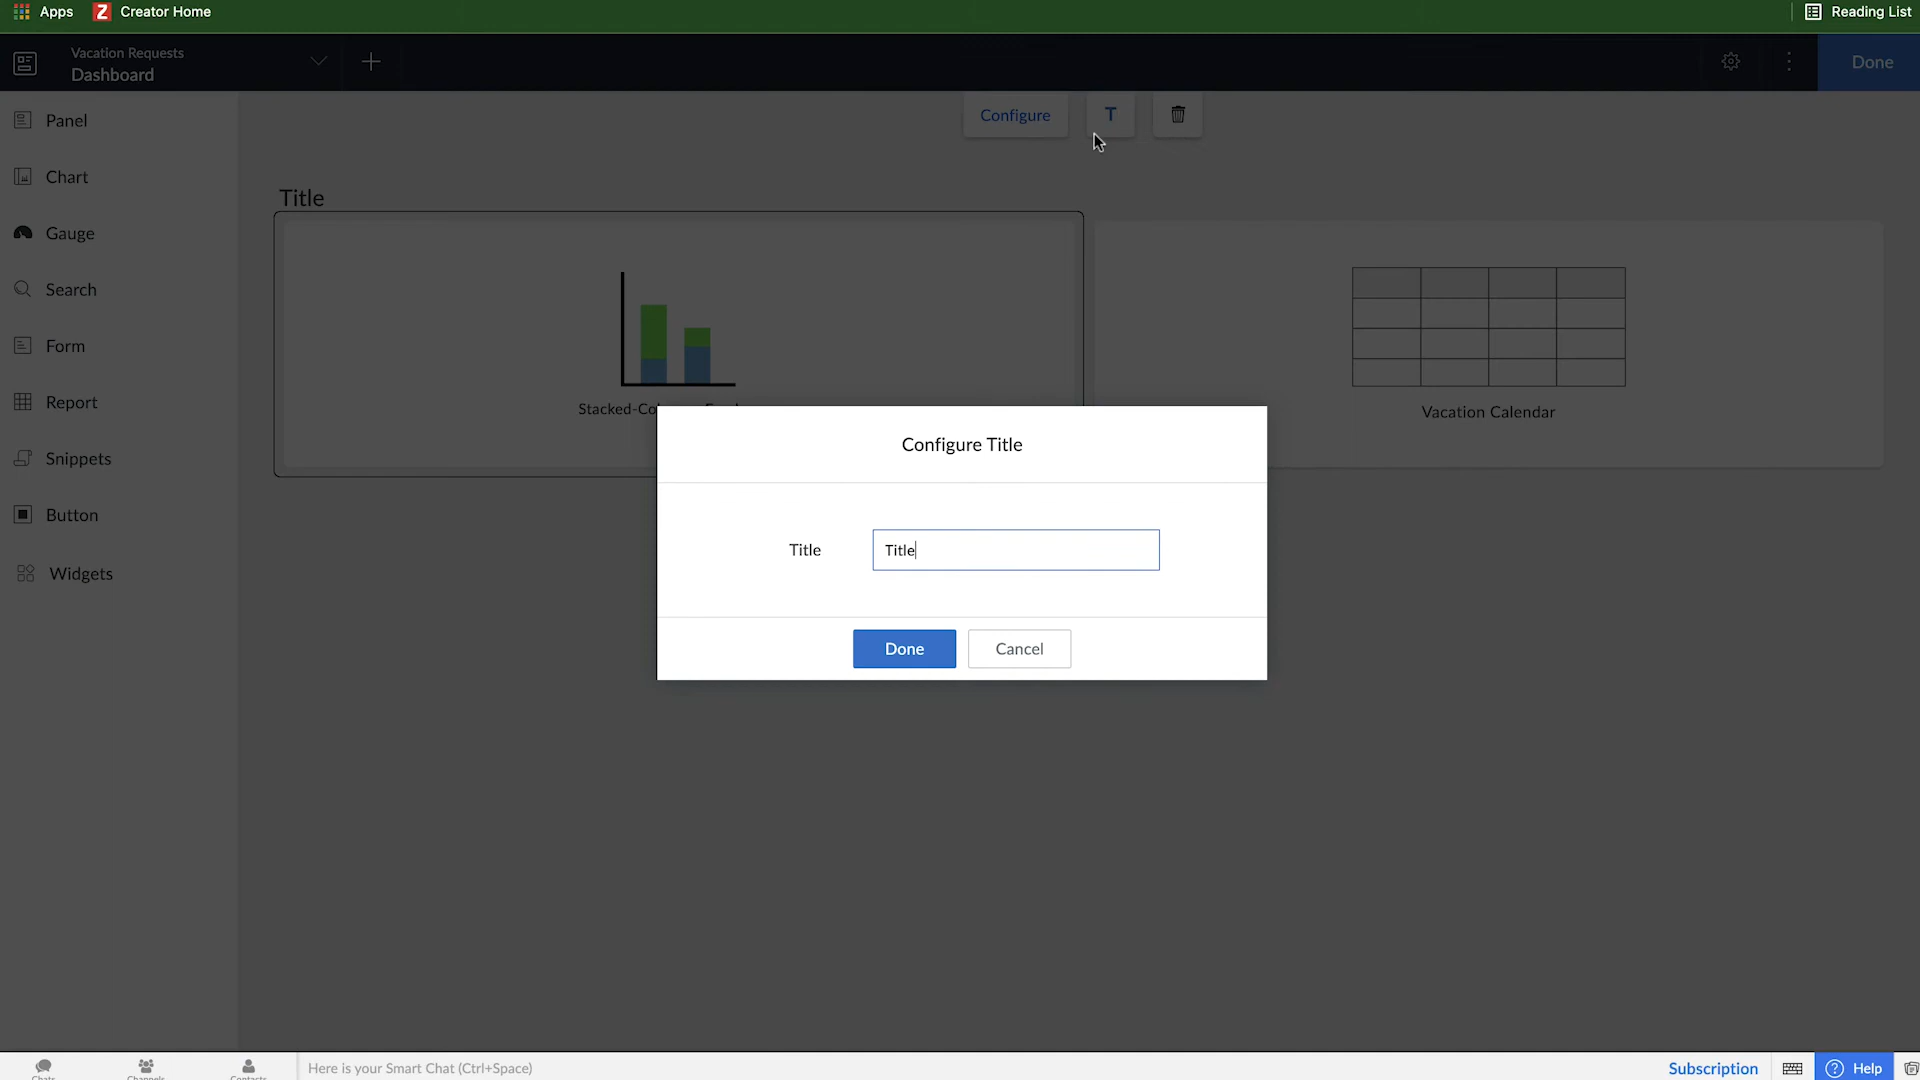 Apps
Z
Creator Home
Reading List
Vacation Requests
Dashboard
Done
Panel
Chart
Gauge
Search
Form
Report
Snippets
Button
Widgets
Configure
T
Title
Vacation Calendar
Configure Title
Title
Title
Done
Cancel
Here is your Smart Chat (Ctrl+Space)
Subscription
? Help